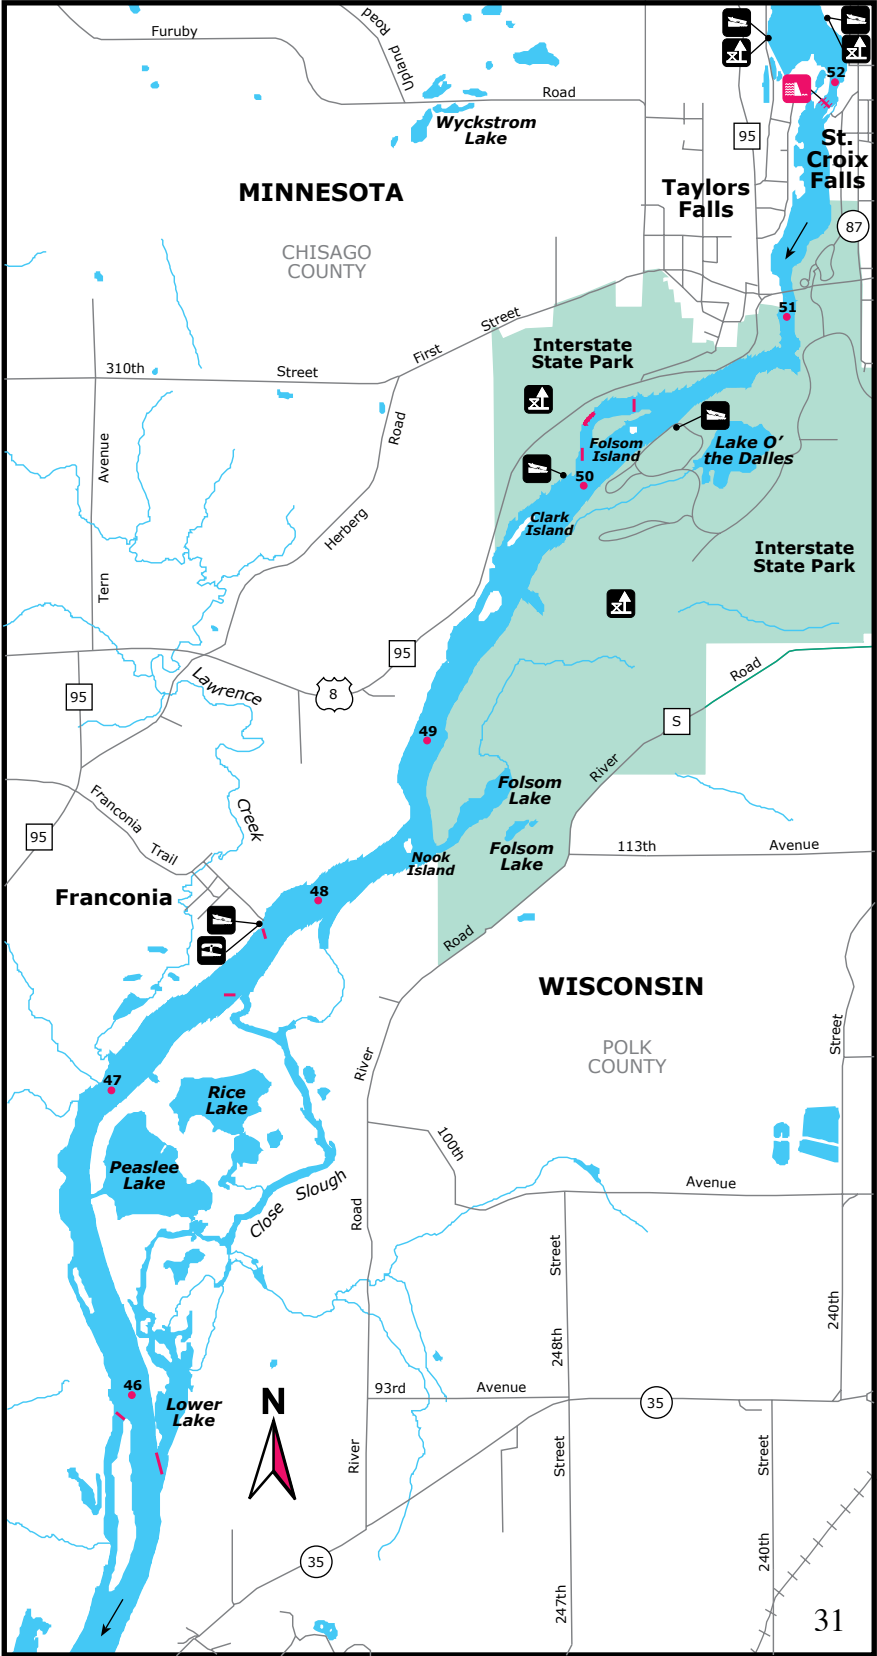 Furuby
Upland
Road
Road
Wyckstrom
Lake
52
95
St.
Croix
Falls
MINNESOTA
Taylors
Falls
87
CHISAGO
COUNTY
51
First
Street
310th
Street
Interstate
State Park
Road
Folsom
Island
Lake O’
the Dalles
Avenue
50
Clark
Island
Herberg
Interstate
State Park
Tern
95
Road
Lawrence
8
95
S
49
River
Folsom
Lake
Franconia
Trail
Creek
95
113th
Avenue
Folsom
Lake
Nook
Island
48
Franconia
Road
WISCONSIN
POLK
COUNTY
Street
River
47
Rice
Lake
100th
Peaslee
Lake
Close
Slough
Avenue
Road
Street
240th
248th
46
93rd
Avenue
35
Lower
Lake
N
River
Street
Street
35
240th
247th
31